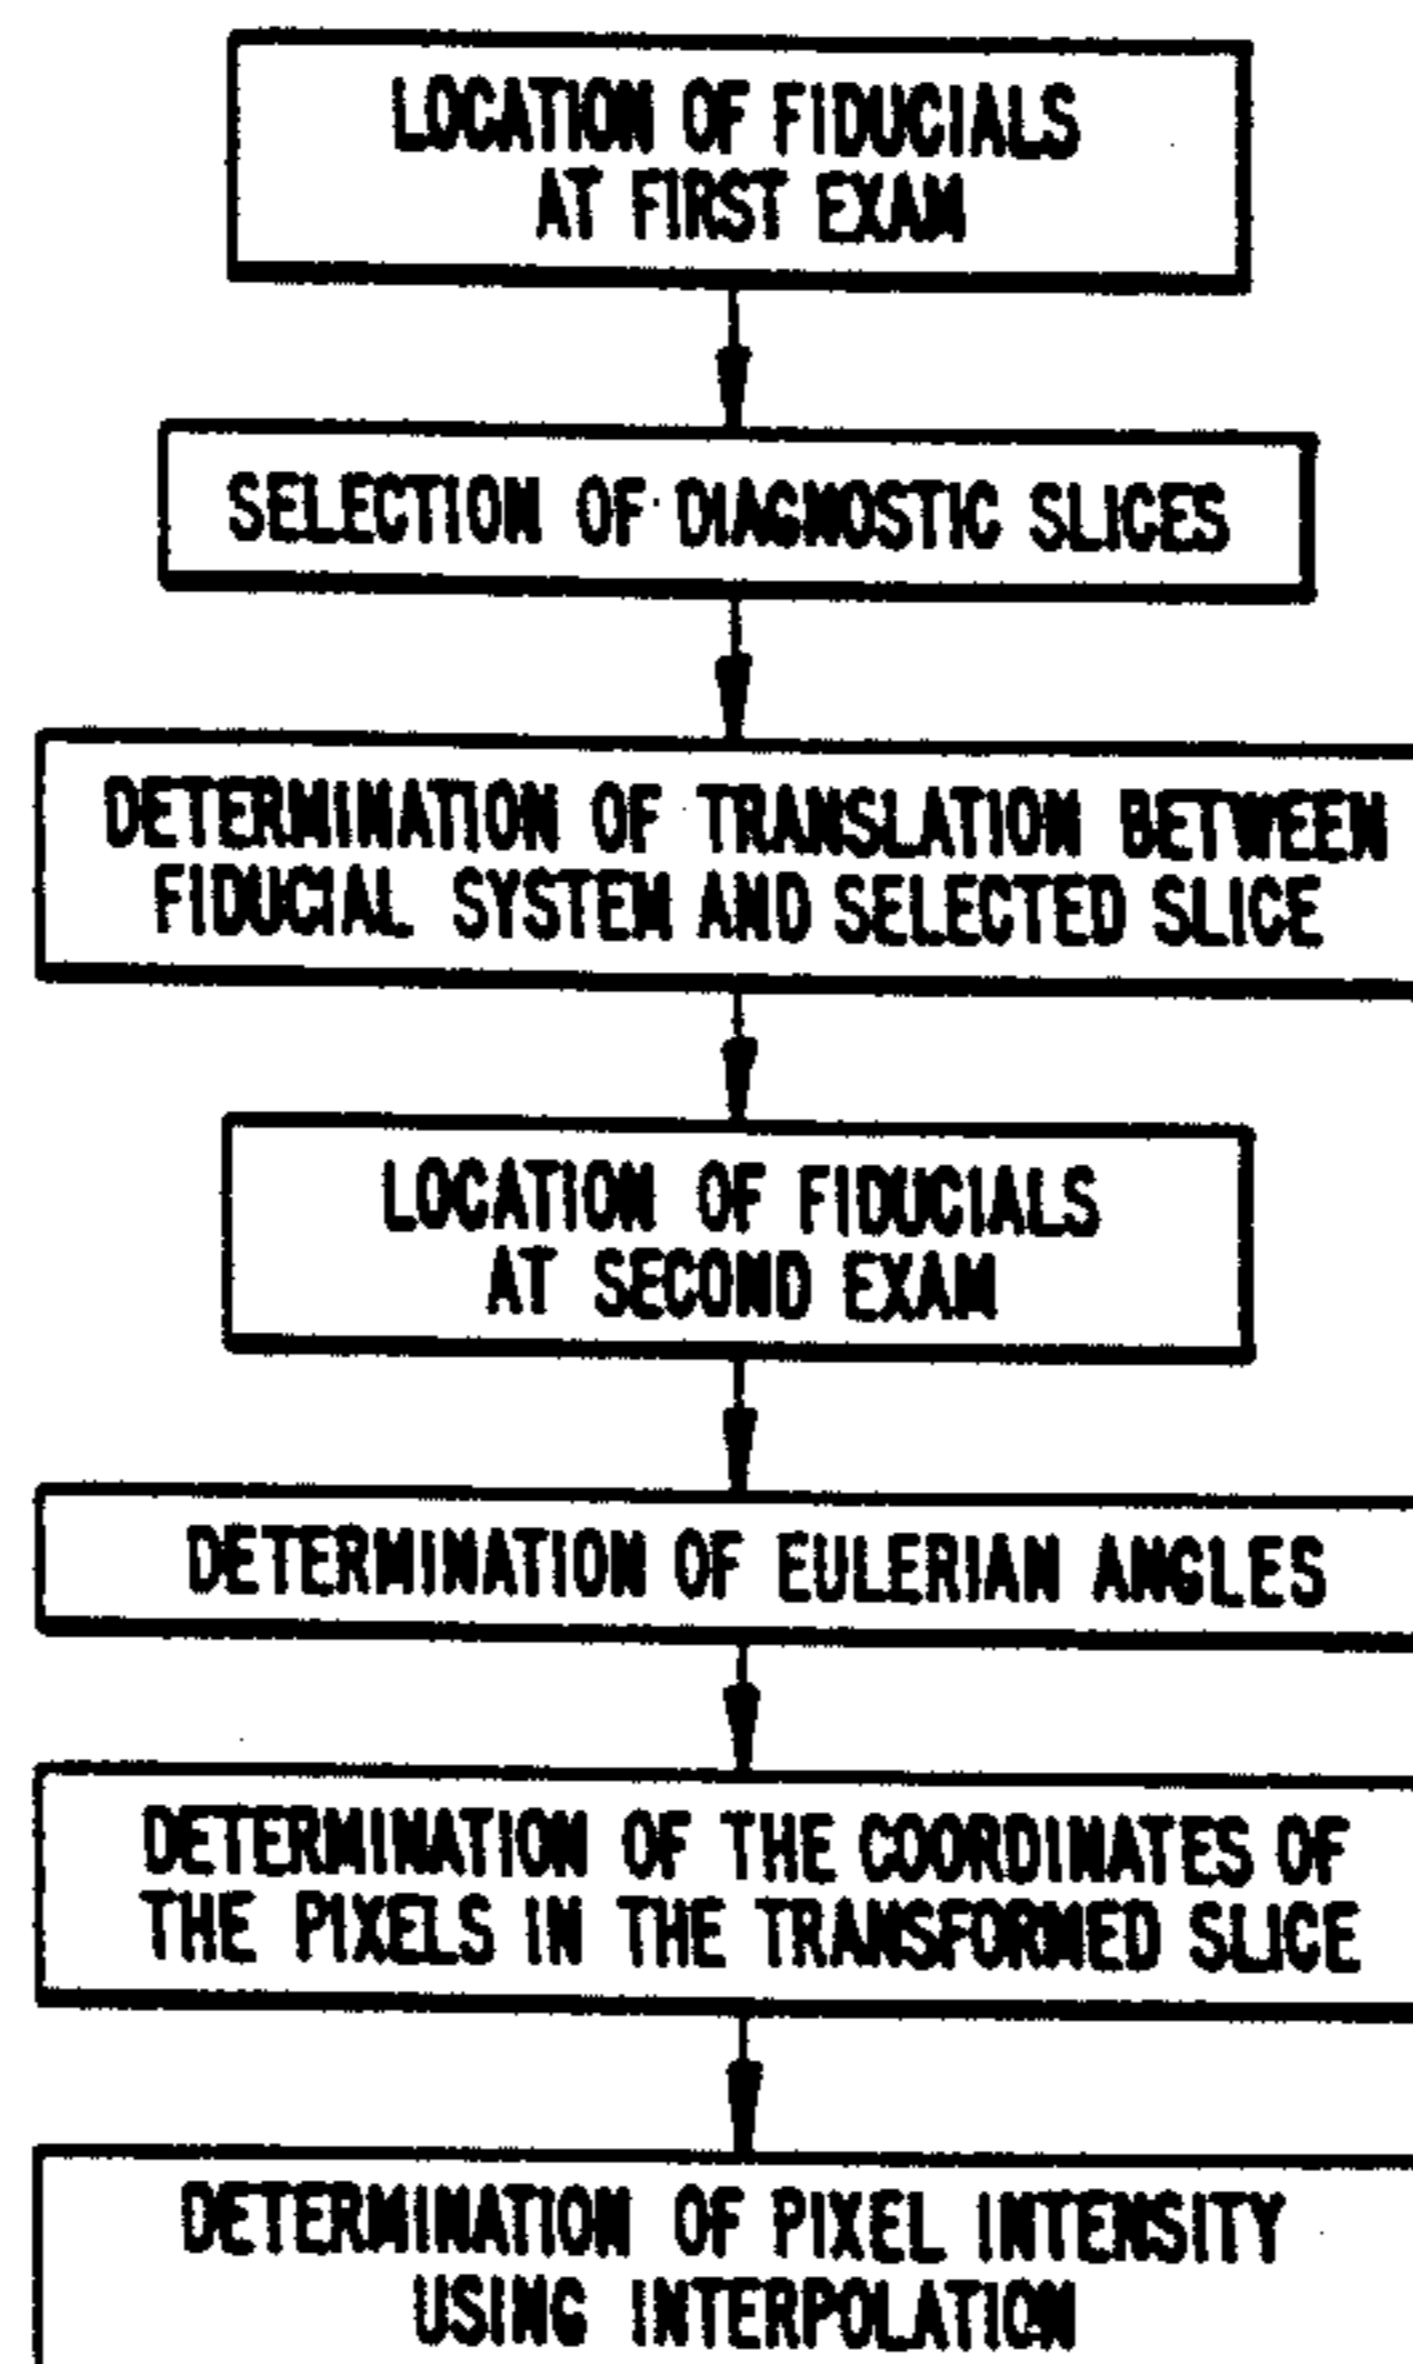 LOCATION OF FIDUCIALS
AT FIRST EXAM
SELECTION OF DIAGNOSTIC SLICES
DETERMINATION OF TRANSLATION BETWEEN
FIDUCIAL SYSTEM AND SELECTED SLICE
LOCATION OF FIDUCIALS
AT SECOND EXAM
DETERMINATION OF EULERIAN ANGLES
DETERMINATION OF THE COORDINATES OF
THE PIXELS IN THE TRANSFORMED SLICE
DETERMINATION OF PIXEL INTENSITY
USING INTERPOLATION